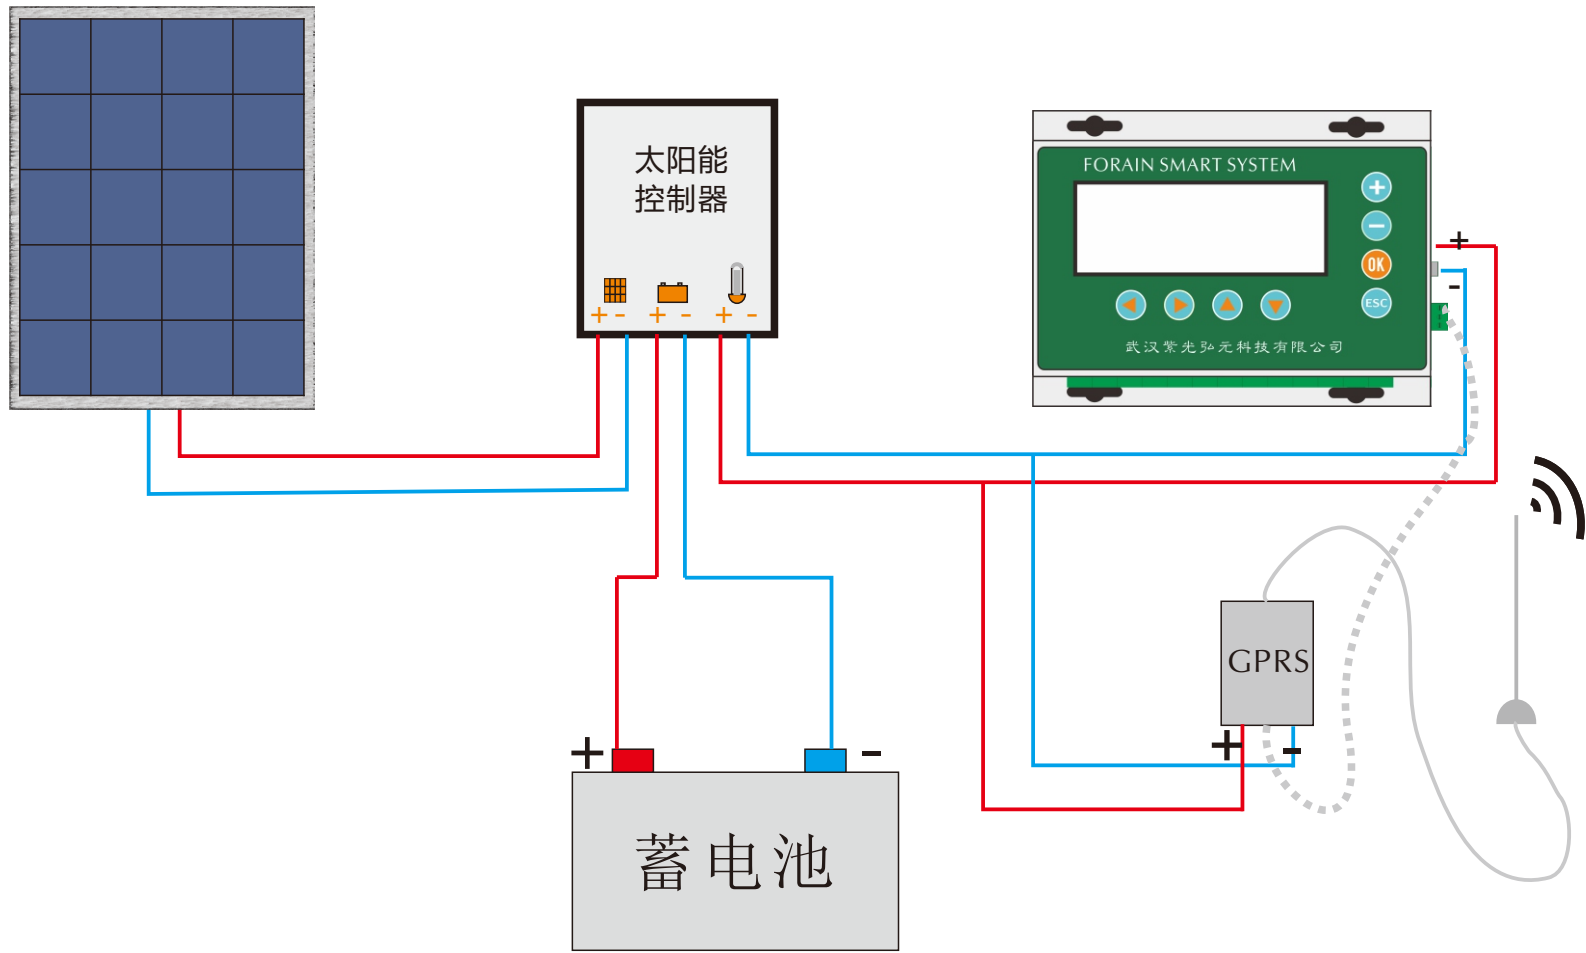 太阳能
控制器
+ - + - + -
FORAIN SMART SYSTEM
+
-
OK
ESC
武汉紫光弘元科技有限公司
+
-
GPRS
+ -
+ -
蓄电池